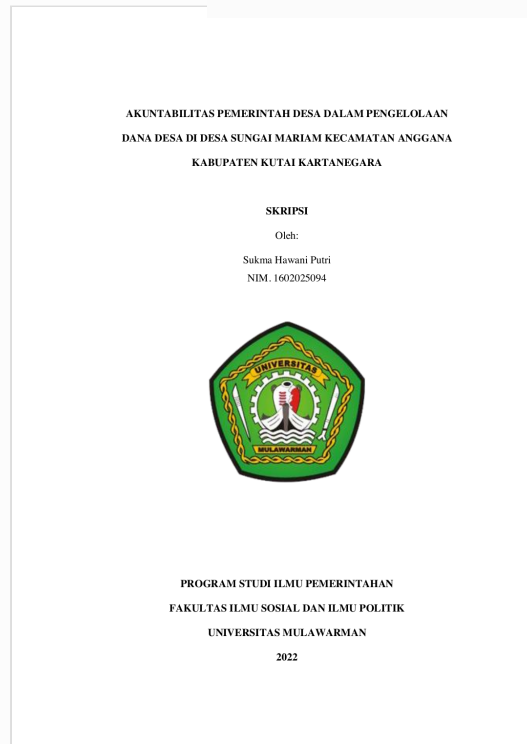 AKUNTABILITAS PEMERINTAH DESA DALAM PENGELOLAAN
DANA DESA DI DESA SUNGAI MARIAM KECAMATAN ANGGANA
KABUPATEN KUTAI KARTANEGARA
SKRIPSI
Oleh:
Sukma Hawani Putri
NIM. 1602025094
UNIVERSITAS
MULAWARMAN
PROGRAM STUDI ILMU PEMERINTAHAN
FAKULTAS ILMU SOSIAL DAN ILMU POLITIK
UNIVERSITAS MULAWARMAN
2022